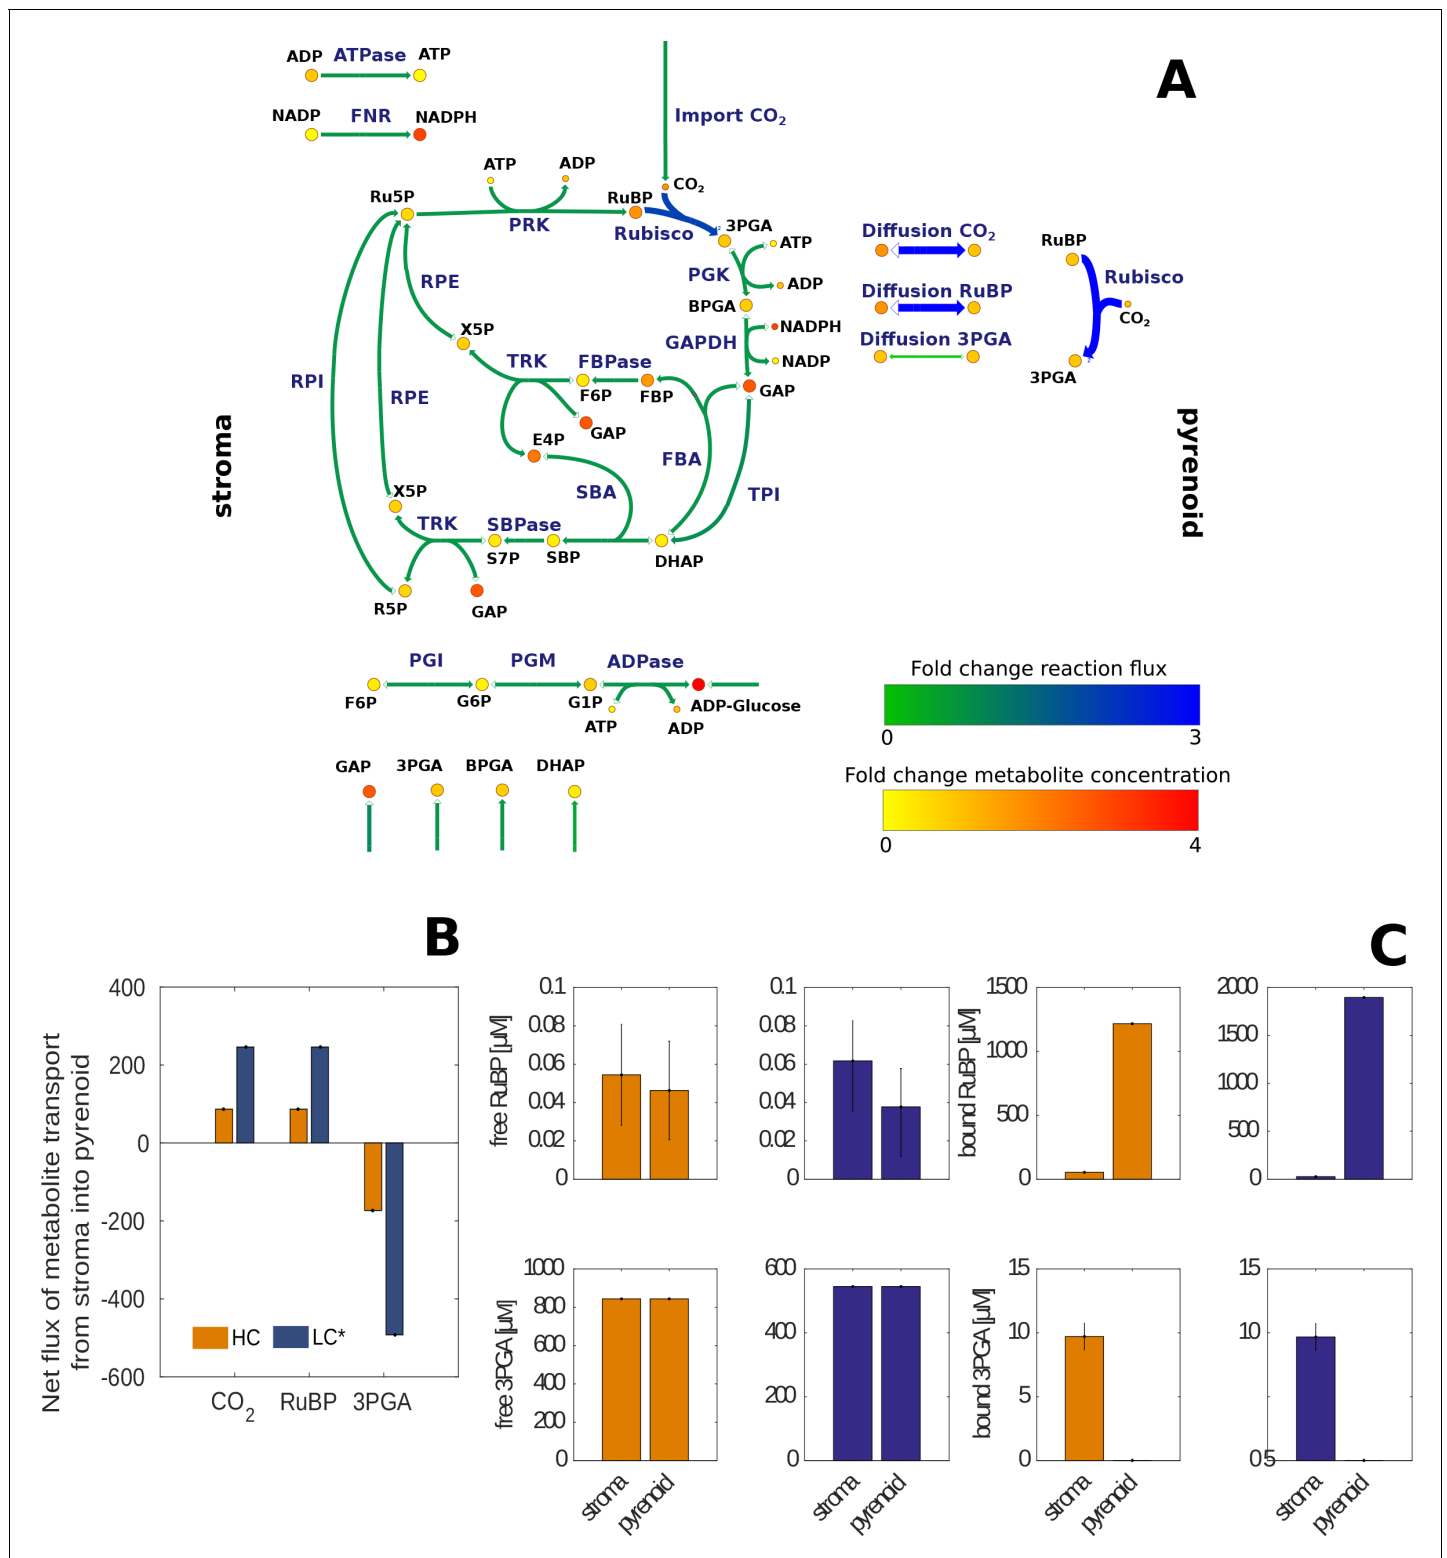 A
ADP ATPase ATP
NADP FNR NADPH
Import CO2
ATP ADP
Ru5P RuBP CO2
PRK Rubisco 3PGA
ATP
PGK
ADP
BPGA
NADPH
GAPDH
NADP
GAP
RPE
X5P
TRK FBPase
F6P FBP
RPI
RPE
GAP
E4P
FBA
SBA
TPI
X5P
TRK SBPase
S7P SBP DHAP
R5P GAP
stroma
Diffusion CO2
Diffusion RuBP
Diffusion 3PGA
RuBP
Rubisco
CO2
3PGA
pyrenoid
PGI PGM ADPase
F6P G6P G1P ADP-Glucose
ATP ADP
GAP 3PGA BPGA DHAP
Fold change reaction flux
0 3
Fold change metabolite concentration
0 4
B
Net flux of metabolite transport
from stroma into pyrenoid
400
200
0
-200
-400
-600
HC LC*
CO2 RuBP 3PGA
C
free RuBP [µM]
0.1
0.08
0.06
0.04
0.02
0
0.1
0.08
0.06
0.04
0.02
0
bound RuBP [µM]
1500
1000
500
0
2000
1500
1000
500
0
free 3PGA [µM]
1000
800
600
400
200
0
stroma pyrenoid
600
400
200
0
stroma pyrenoid
bound 3PGA [µM]
15
10
5
0
stroma pyrenoid
15
10
05
stroma pyrenoid